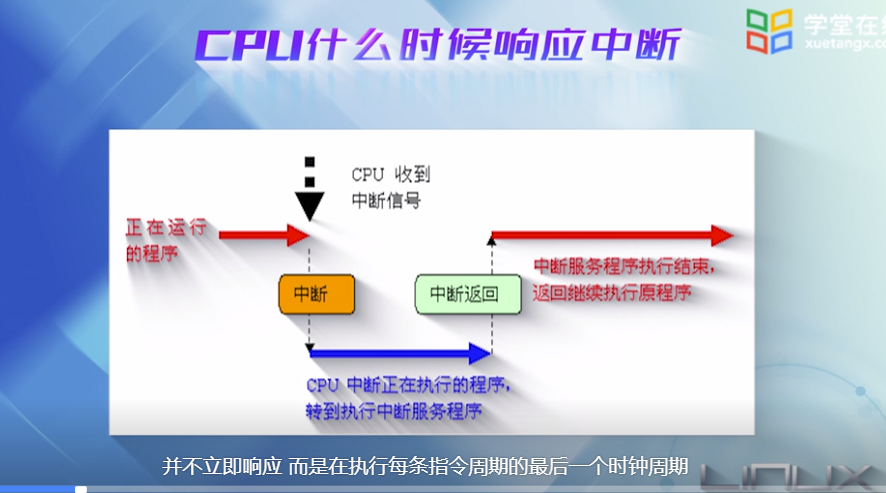 CPU什么时候响应中断
学堂在
xuetangx.co
CPU 收到
中断信号
正在运行
的程序
中断
中断返回
中断服务程序执行结束，
返回继续执行原程序
CPU 中断正在执行的程序，
转到执行中断服务程序
并不立即响应 而是在执行每条指令周期的最后一个时钟周期
LINUX